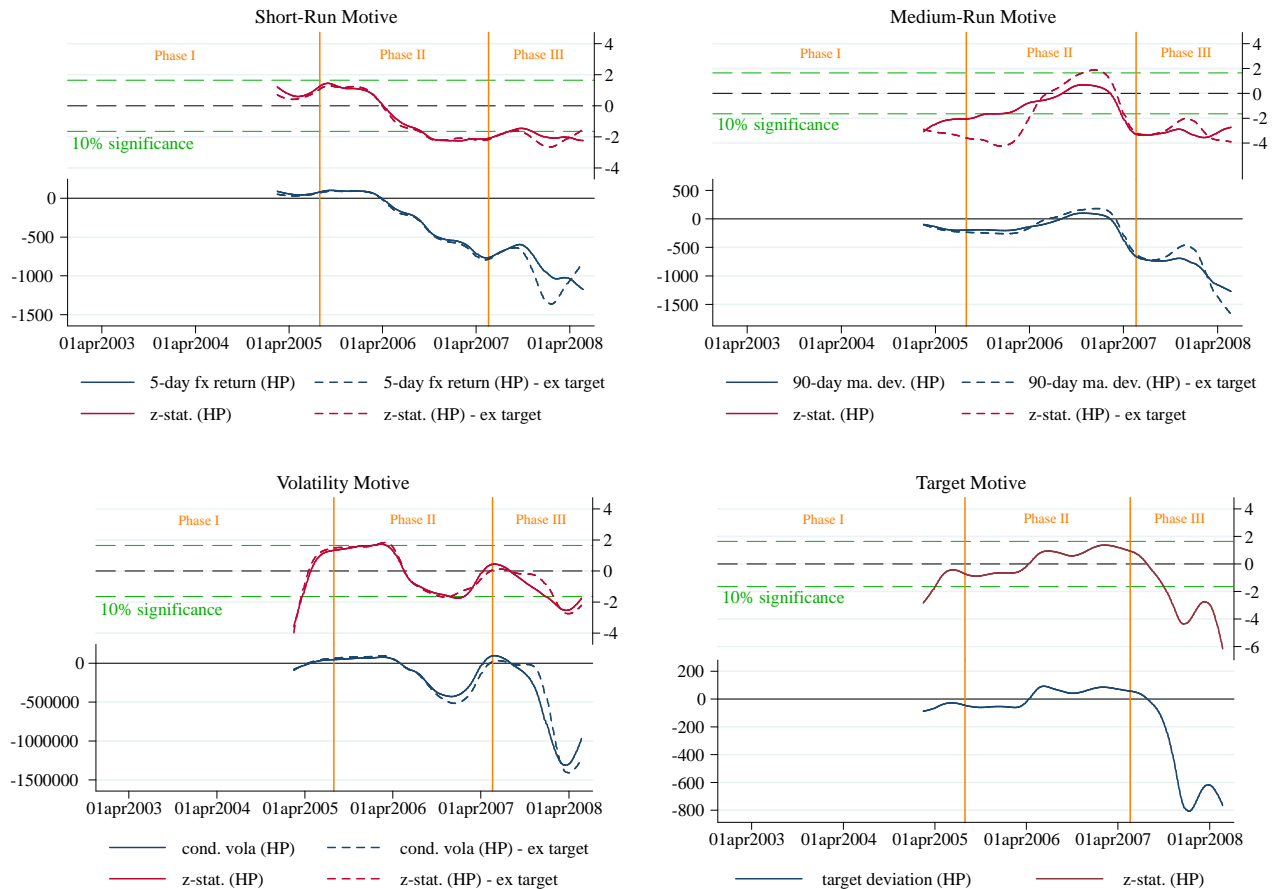 Short-Run Motive
Phase I Phase II Phase III
4
2
0
-2
-4
10% significance
0
-500
-1000
-1500
01apr2003 01apr2004 01apr2005 01apr2006 01apr2007 01apr2008
5-day fx return (HP) 5-day fx return (HP) - ex target
z-stat. (HP) z-stat. (HP) - ex target
Medium-Run Motive
Phase I Phase II Phase III
4
2
0
-2
-4
10% significance
500
0
-500
-1000
-1500
01apr2003 01apr2004 01apr2005 01apr2006 01apr2007 01apr2008
90-day ma. dev. (HP) 90-day ma. dev. (HP) - ex target
z-stat. (HP) z-stat. (HP) - ex target
Volatility Motive
Phase I Phase II Phase III
4
2
0
-2
-4
10% significance
0
-500000
-1000000
-1500000
01apr2003 01apr2004 01apr2005 01apr2006 01apr2007 01apr2008
cond. vola (HP) cond. vola (HP) - ex target
z-stat. (HP) z-stat. (HP) - ex target
Target Motive
Phase I Phase II Phase III
4
2
0
-2
-4
-6
10% significance
200
0
-200
-400
-600
-800
01apr2003 01apr2004 01apr2005 01apr2006 01apr2007 01apr2008
target deviation (HP) z-stat. (HP)